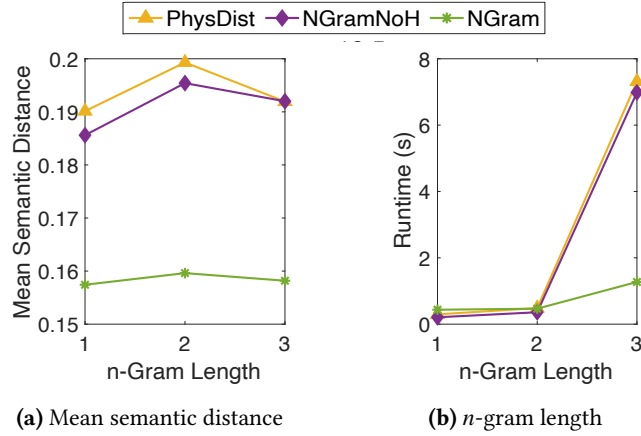 PhysDist NGramNoH NGram
0.2
0.19
0.18
0.17
0.16
0.15
Mean Semantic Distance
1 2 3
n-Gram Length
(a) Mean semantic distance
8
6
4
2
0
Runtime (s)
1 2 3
n-Gram Length
(b) n-gram length